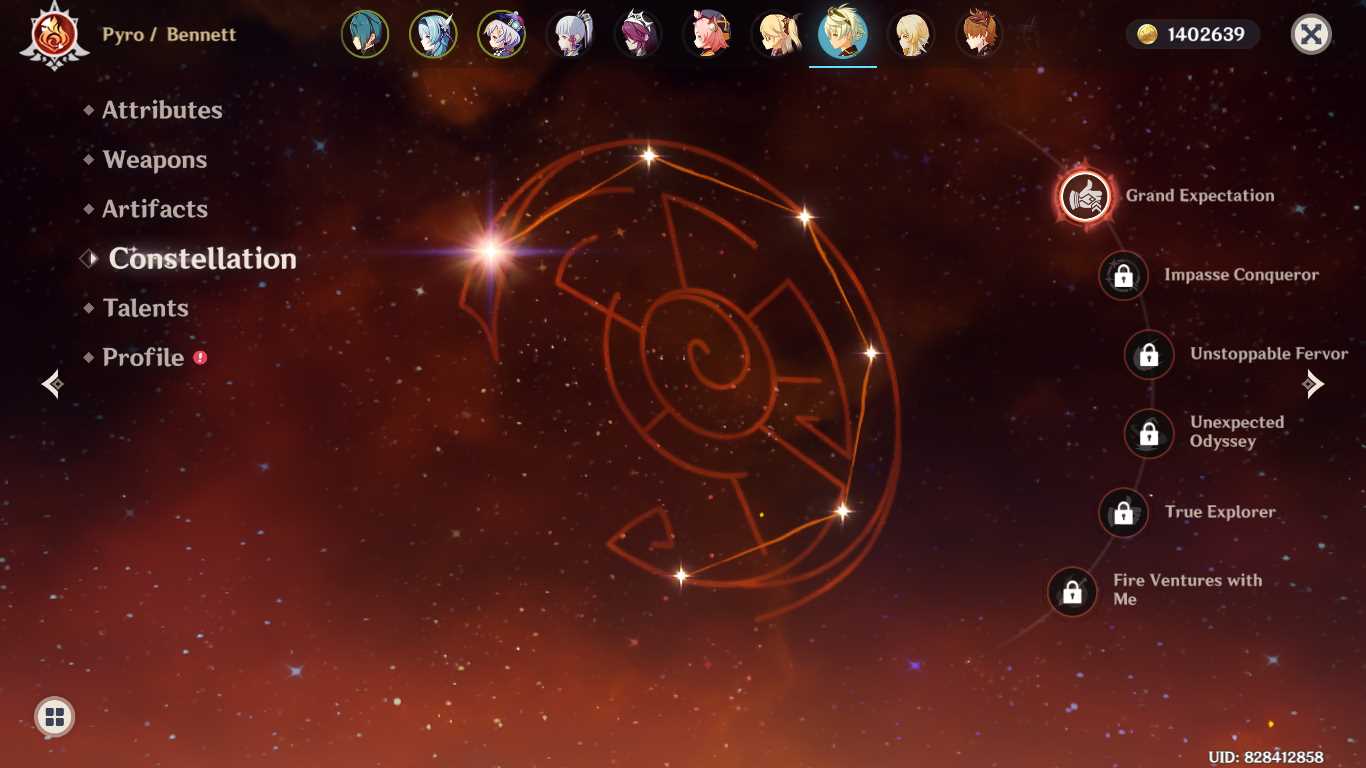 Pyro / Bennett
1402639
Attributes
Weapons
Artifacts
Constellation
Talents
Profile
Grand Expectation
Impasse Conqueror
Unstoppable Fervor
Unexpected
Odyssey
True Explorer
Fire Ventures with
Me
UID: 828412858